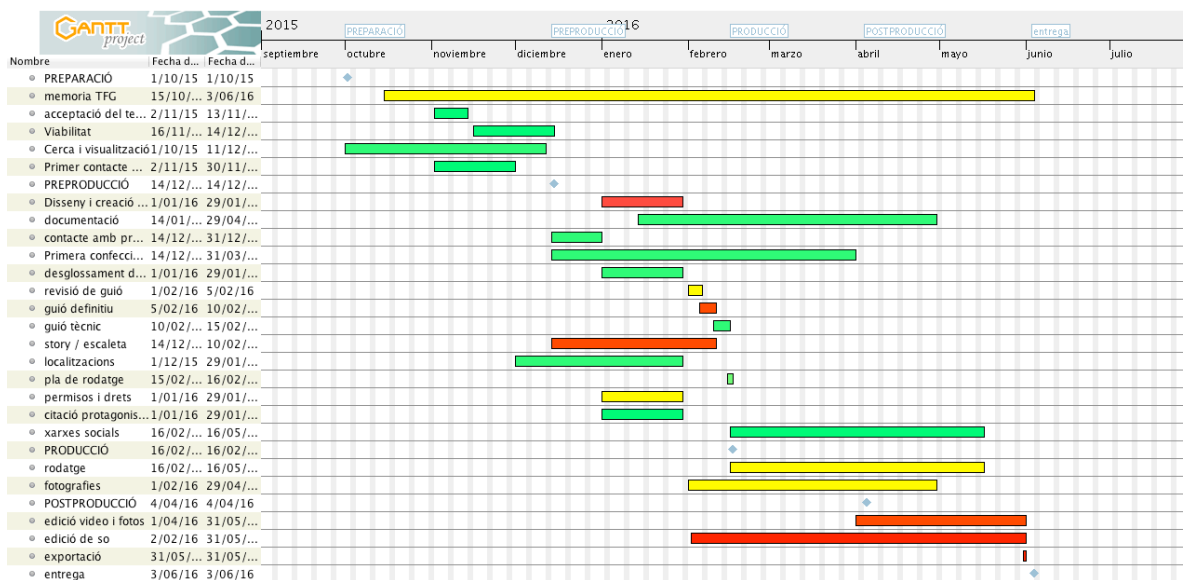 GANTT project
2015 2016
PREPARACIÓ PREPRODUCCIÓ PRODUCCIÓ POSTPRODUCCIÓ entrega
septiembre octubre noviembre diciembre enero febrero marzo abril mayo junio julio
Nombre Fecha d... Fecha d...
PREPARACIÓ 1/10/15 1/10/15
memoria TFG 15/10/... 3/06/16
acceptació del te... 2/11/15 13/11/...
Viabilitat 16/11/... 14/12/...
Cerca i visualització 1/10/15 11/12/...
Primer contacte ... 2/11/15 30/11/...
PREPRODUCCIÓ 14/12/... 14/12/...
Disseny i creació ... 1/01/16 29/01/...
documentació 14/01/... 29/04/...
contacte amb pr... 14/12/... 31/12/...
Primera confecci... 14/12/... 31/03/...
desglossament d... 1/01/16 29/01/...
revisió de guió 1/02/16 5/02/16
guió definitiu 5/02/16 10/02/...
guió tècnic 10/02/... 15/02/...
story / escaleta 14/12/... 10/02/...
localitzacions 1/12/15 29/01/...
pla de rodatge 15/02/... 16/02/...
permisos i drets 1/01/16 29/01/...
citació protagonis... 1/01/16 29/01/...
xarxes socials 16/02/... 16/05/...
PRODUCCIÓ 16/02/... 16/02/...
rodatge 16/02/... 16/05/...
fotografies 1/02/16 29/04/...
POSTPRODUCCIÓ 4/04/16 4/04/16
edició video i fotos 1/04/16 31/05/...
edició de so 2/02/16 31/05/...
exportació 31/05/... 31/05/...
entrega 3/06/16 3/06/16